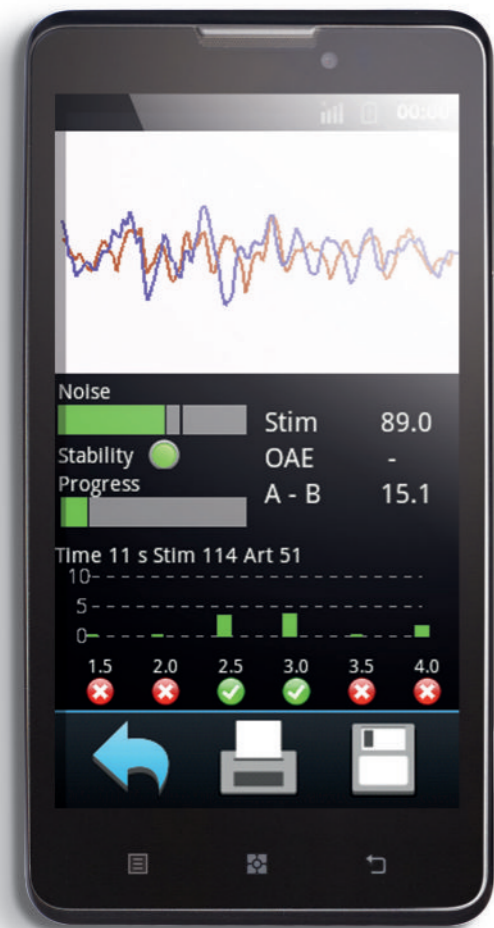 Noise
Stim 89.0
Stability
OAE -
Progress
A - B 15.1
Time 11 s Stim 114 Art 51
10
5
0
1.5 2.0 2.5 3.0 3.5 4.0